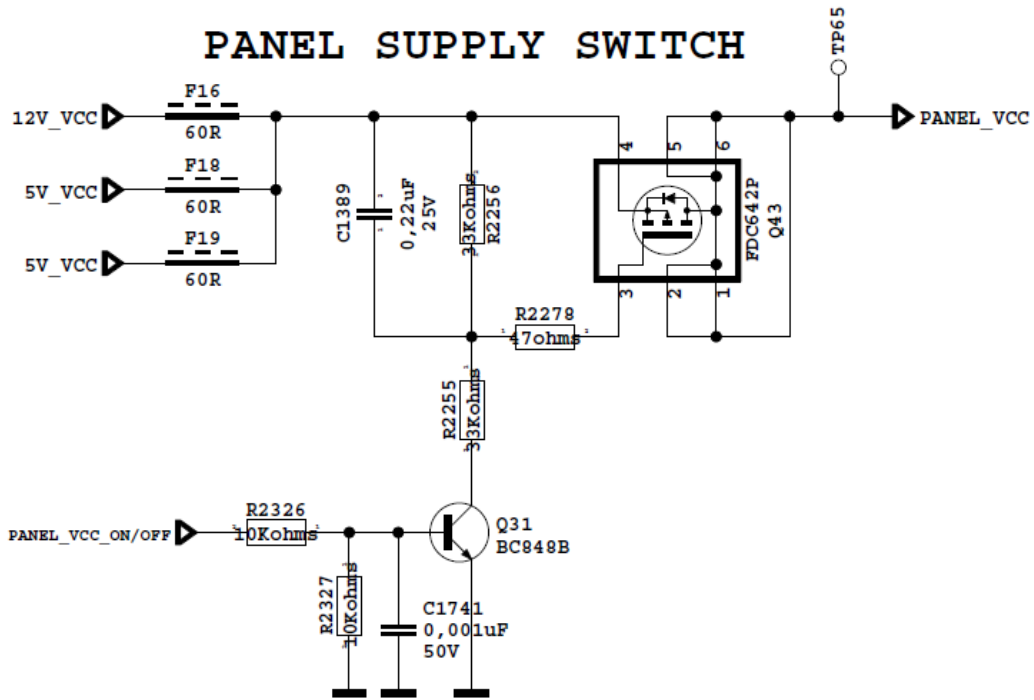 PANEL SUPPLY SWITCH
TP65
F16
12V_VCC
60R
PANEL_VCC
F18
5V_VCC
60R
F19
5V_VCC
60R
C1389
0,22uF
25V
33Kohms
R2256
4
5
6
FDC642P
Q43
3
2
1
R2278
47ohms
R2255
33Kohms
R2326
PANEL_VCC_ON/OFF
10Kohms
Q31
BC848B
R2327
10Kohms
C1741
0,001uF
50V